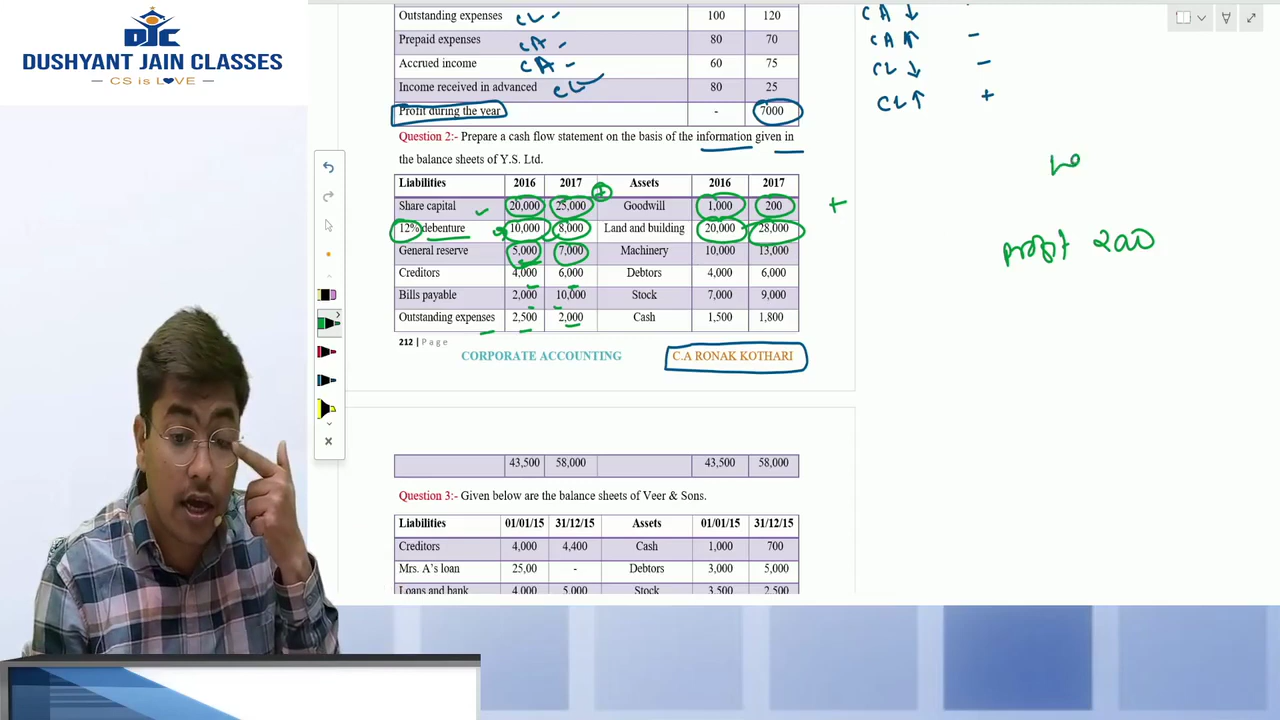 DJC
DUSHYANT JAIN CLASSES
CS is LOVE
Outstanding expenses CL 100 120
Prepaid expenses CA 80 70
Accrued income CA 60 75
Income received in advanced CL 80 25
Profit during the year - 7000
CA ↓
CA ↑ -
CL ↓ -
CL ↑ +
Question 2:- Prepare a cash flow statement on the basis of the information given in
the balance sheets of Y.S. Ltd.
Liabilities 2016 2017 Assets 2016 2017
Share capital 20,000 25,000 + Goodwill 1,000 200 +
12% debenture 10,000 8,000 Land and building 20,000 28,000
General reserve 5,000 7,000 Machinery 10,000 13,000
Creditors 4,000 6,000 Debtors 4,000 6,000
Bills payable 2,000 10,000 Stock 7,000 9,000
Outstanding expenses 2,500 2,000 Cash 1,500 1,800
Profit 2000
212 | Page
CORPORATE ACCOUNTING C.A RONAK KOTHARI
43,500 58,000 43,500 58,000
Question 3:- Given below are the balance sheets of Veer & Sons.
Liabilities 01/01/15 31/12/15 Assets 01/01/15 31/12/15
Creditors 4,000 4,400 Cash 1,000 700
Mrs. A's loan 25,00 - Debtors 3,000 5,000
Loans and bank 4,000 5,000 Stock 3,500 2,500